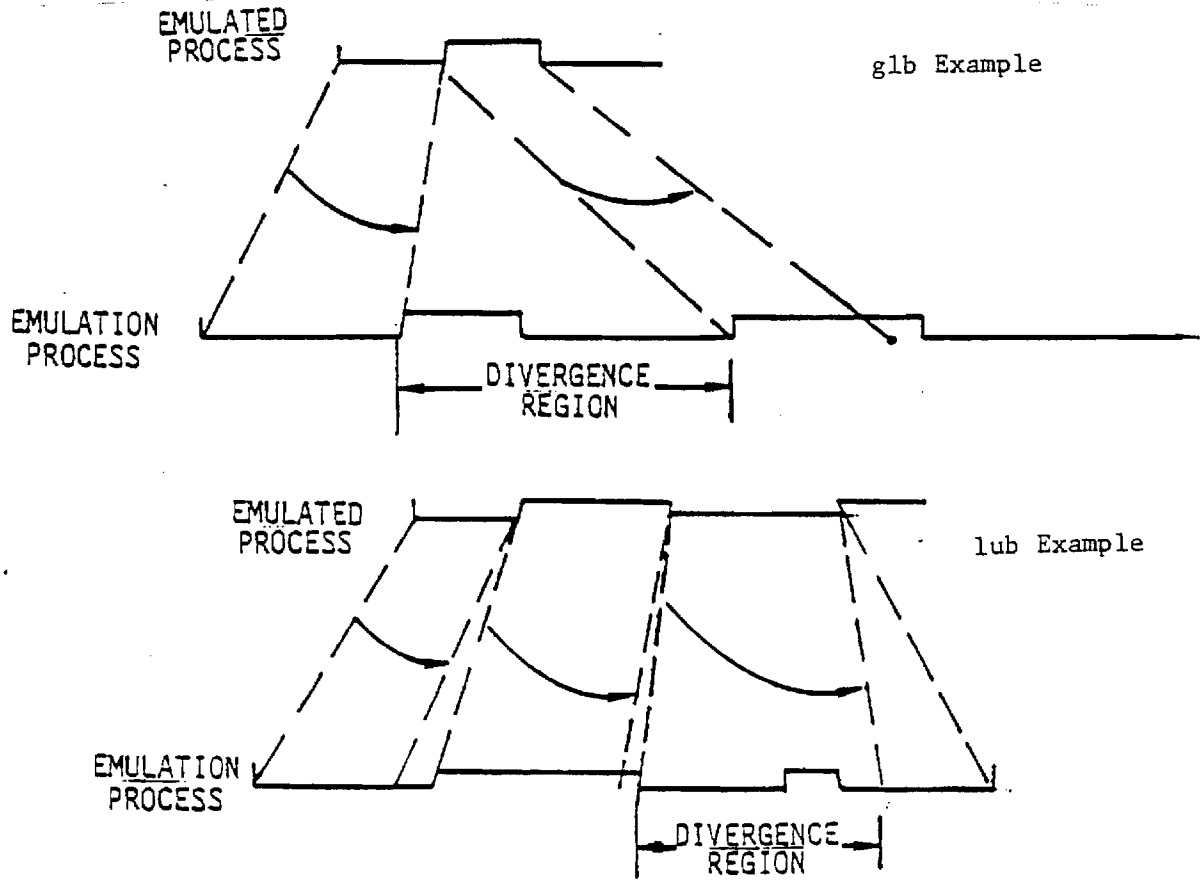 EMULATED
PROCESS
glb Example
EMULATION
PROCESS
DIVERGENCE
REGION
EMULATED
PROCESS
lub Example
EMULATION
PROCESS
DIVERGENCE
REGION